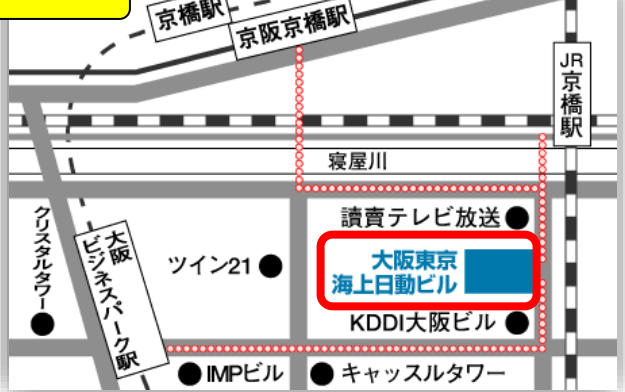 京橋駅
京阪京橋駅
JR京橋駅
寝屋川
讀賣テレビ放送
クリスタルタワー
大阪
ビジネスパーク駅
ツイン21
大阪東京
海上日動ビル
KDDI大阪ビル
IMPビル
キャッスルタワー